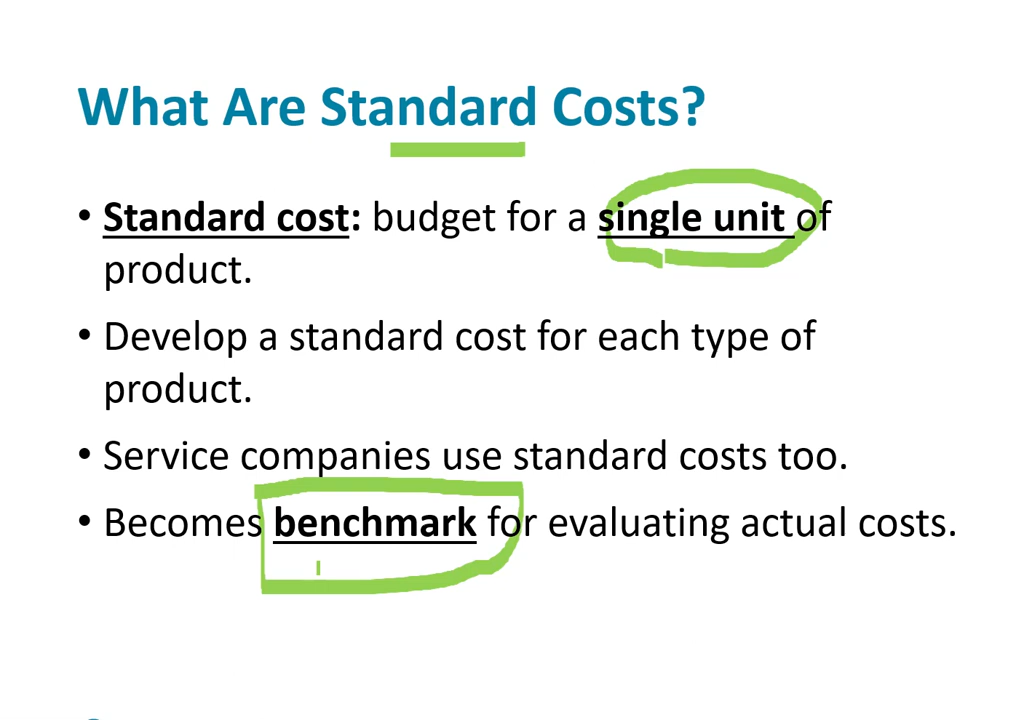 What Are Standard Costs?
• Standard cost: budget for a single unit of
product.
• Develop a standard cost for each type of
product.
• Service companies use standard costs too.
• Becomes benchmark for evaluating actual costs.